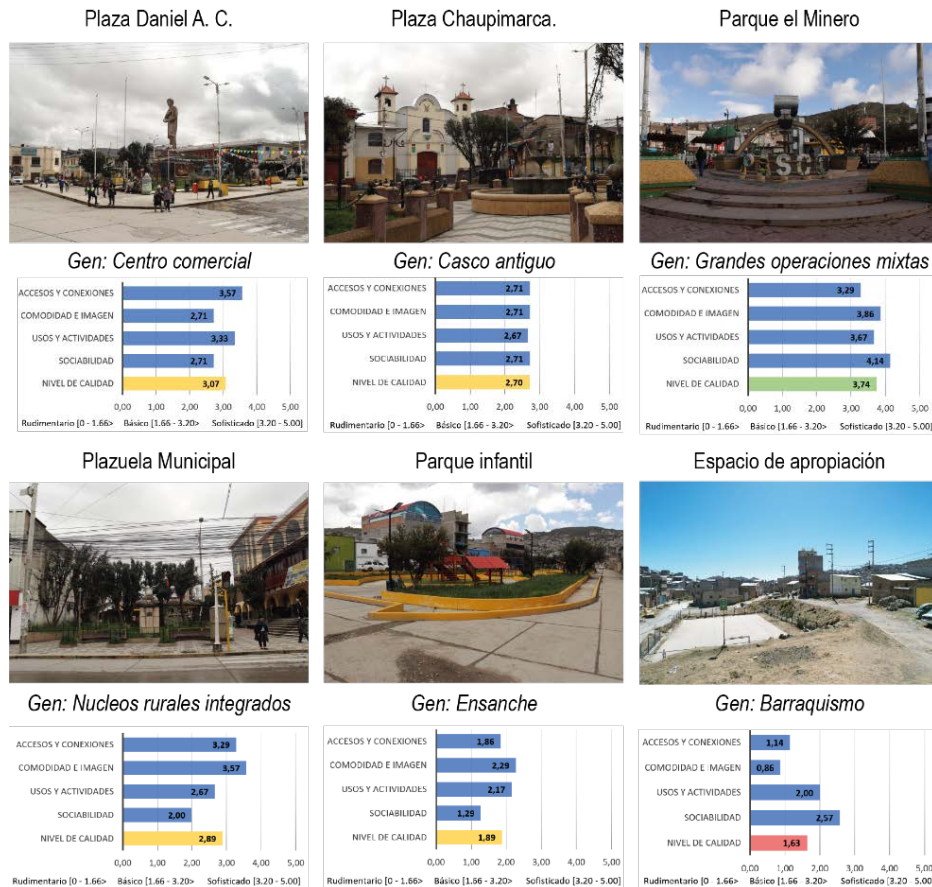 Plaza Daniel A. C.
Plaza Chaupimarca.
Parque el Minero
PASCO
Gen: Centro comercial
Gen: Casco antiguo
Gen: Grandes operaciones mixtas
ACCESOS Y CONEXIONES 3,57
COMODIDAD E IMAGEN 2,71
USOS Y ACTIVIDADES 3,33
SOCIABILIDAD 2,71
NIVEL DE CALIDAD 3,07
0,00 1,00 2,00 3,00 4,00 5,00
Rudimentario [0 - 1.66> Básico [1.66 - 3.20> Sofisticado [3.20 - 5.00]
ACCESOS Y CONEXIONES 2,71
COMODIDAD E IMAGEN 2,71
USOS Y ACTIVIDADES 2,67
SOCIABILIDAD 2,71
NIVEL DE CALIDAD 2,70
0,00 1,00 2,00 3,00 4,00 5,00
Rudimentario [0 - 1.66> Básico [1.66 - 3.20> Sofisticado [3.20 - 5.00]
ACCESOS Y CONEXIONES 3,29
COMODIDAD E IMAGEN 3,86
USOS Y ACTIVIDADES 3,67
SOCIABILIDAD 4,14
NIVEL DE CALIDAD 3,74
0,00 1,00 2,00 3,00 4,00 5,00
Rudimentario [0 - 1.66> Básico [1.66 - 3.20> Sofisticado [3.20 - 5.00]
Plazuela Municipal
Parque infantil
Espacio de apropiación
Gen: Nucleos rurales integrados
Gen: Ensanche
Gen: Barraquismo
ACCESOS Y CONEXIONES 3,29
COMODIDAD E IMAGEN 3,57
USOS Y ACTIVIDADES 2,67
SOCIABILIDAD 2,00
NIVEL DE CALIDAD 2,89
0,00 1,00 2,00 3,00 4,00 5,00
Rudimentario [0 - 1.66> Básico [1.66 - 3.20> Sofisticado [3.20 - 5.00]
ACCESOS Y CONEXIONES 1,86
COMODIDAD E IMAGEN 2,29
USOS Y ACTIVIDADES 2,17
SOCIABILIDAD 1,29
NIVEL DE CALIDAD 1,89
0,00 1,00 2,00 3,00 4,00 5,00
Rudimentario [0 - 1.66> Básico [1.66 - 3.20> Sofisticado [3.20 - 5.00]
ACCESOS Y CONEXIONES 1,14
COMODIDAD E IMAGEN 0,86
USOS Y ACTIVIDADES 2,00
SOCIABILIDAD 2,57
NIVEL DE CALIDAD 1,63
0,00 1,00 2,00 3,00 4,00 5,00
Rudimentario [0 - 1.66> Básico [1.66 - 3.20> Sofisticado [3.20 - 5.00]